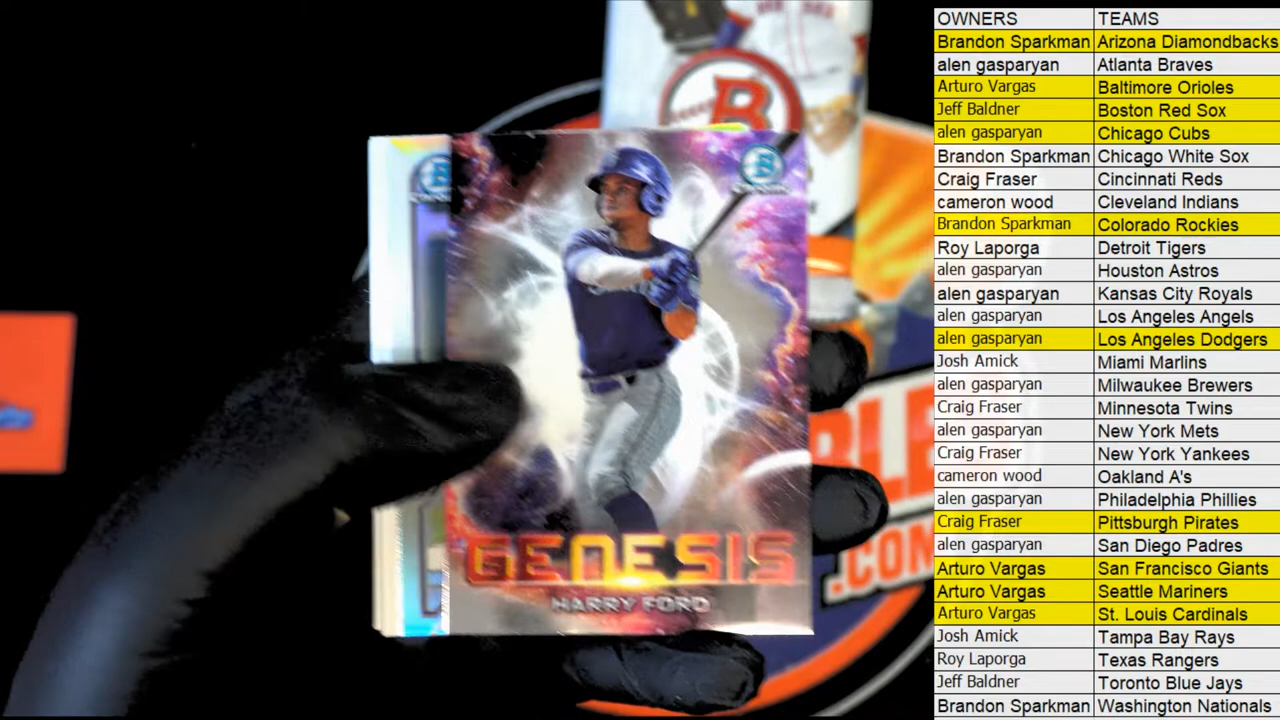 OWNERS TEAMS
Brandon Sparkman Arizona Diamondbacks
alen gasparyan Atlanta Braves
Arturo Vargas Baltimore Orioles
Jeff Baldner Boston Red Sox
alen gasparyan Chicago Cubs
Brandon Sparkman Chicago White Sox
Craig Fraser Cincinnati Reds
cameron wood Cleveland Indians
Brandon Sparkman Colorado Rockies
Roy Laporga Detroit Tigers
alen gasparyan Houston Astros
alen gasparyan Kansas City Royals
alen gasparyan Los Angeles Angels
alen gasparyan Los Angeles Dodgers
Josh Amick Miami Marlins
alen gasparyan Milwaukee Brewers
Craig Fraser Minnesota Twins
alen gasparyan New York Mets
Craig Fraser New York Yankees
cameron wood Oakland A's
alen gasparyan Philadelphia Phillies
Craig Fraser Pittsburgh Pirates
alen gasparyan San Diego Padres
Arturo Vargas San Francisco Giants
Arturo Vargas Seattle Mariners
Arturo Vargas St. Louis Cardinals
Josh Amick Tampa Bay Rays
Roy Laporga Texas Rangers
Jeff Baldner Toronto Blue Jays
Brandon Sparkman Washington Nationals
B
B
GENESIS
HARRY FORD
.COM